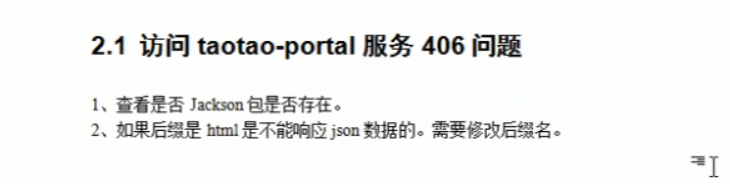 2.1 访问 taotao-portal 服务 406 问题
1、查看是否 Jackson 包是否存在。
2、如果后缀是 html 是不能响应 json 数据的。需要修改后缀名。